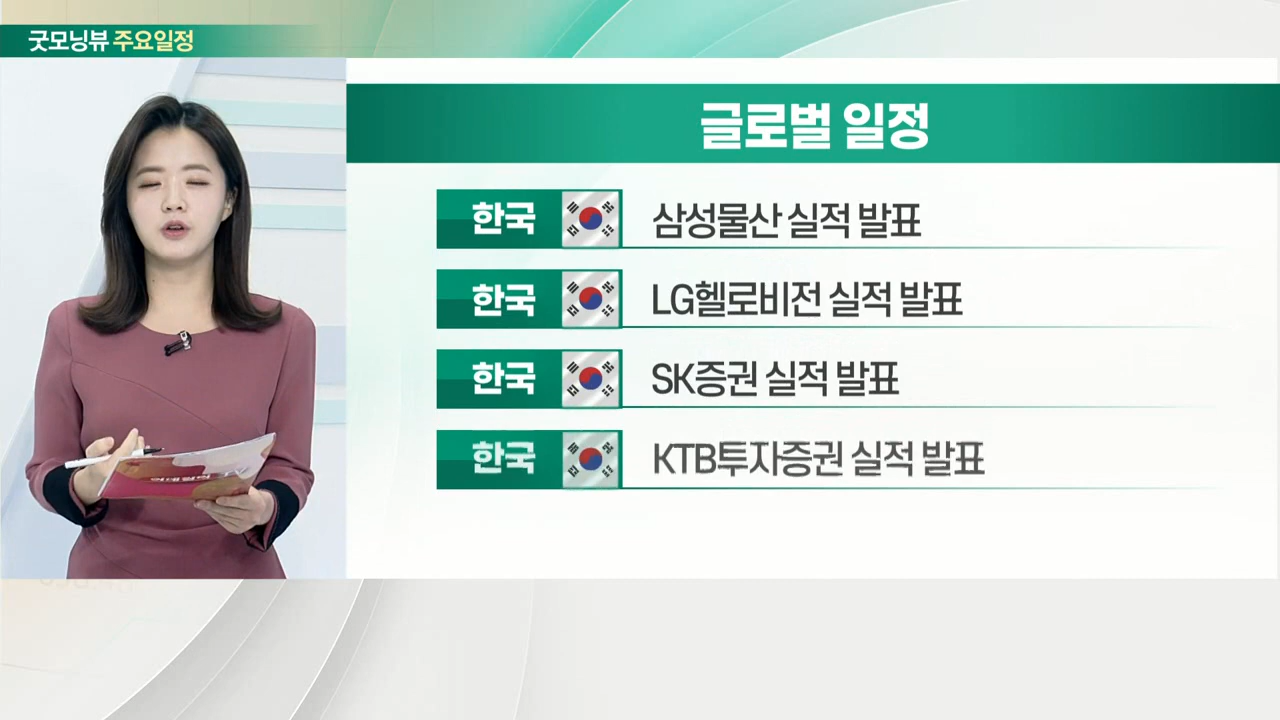 굿모닝뷰 주요일정
글로벌 일정
한국 삼성물산 실적 발표
한국 LG헬로비전 실적 발표
한국 SK증권 실적 발표
한국 KTB투자증권 실적 발표